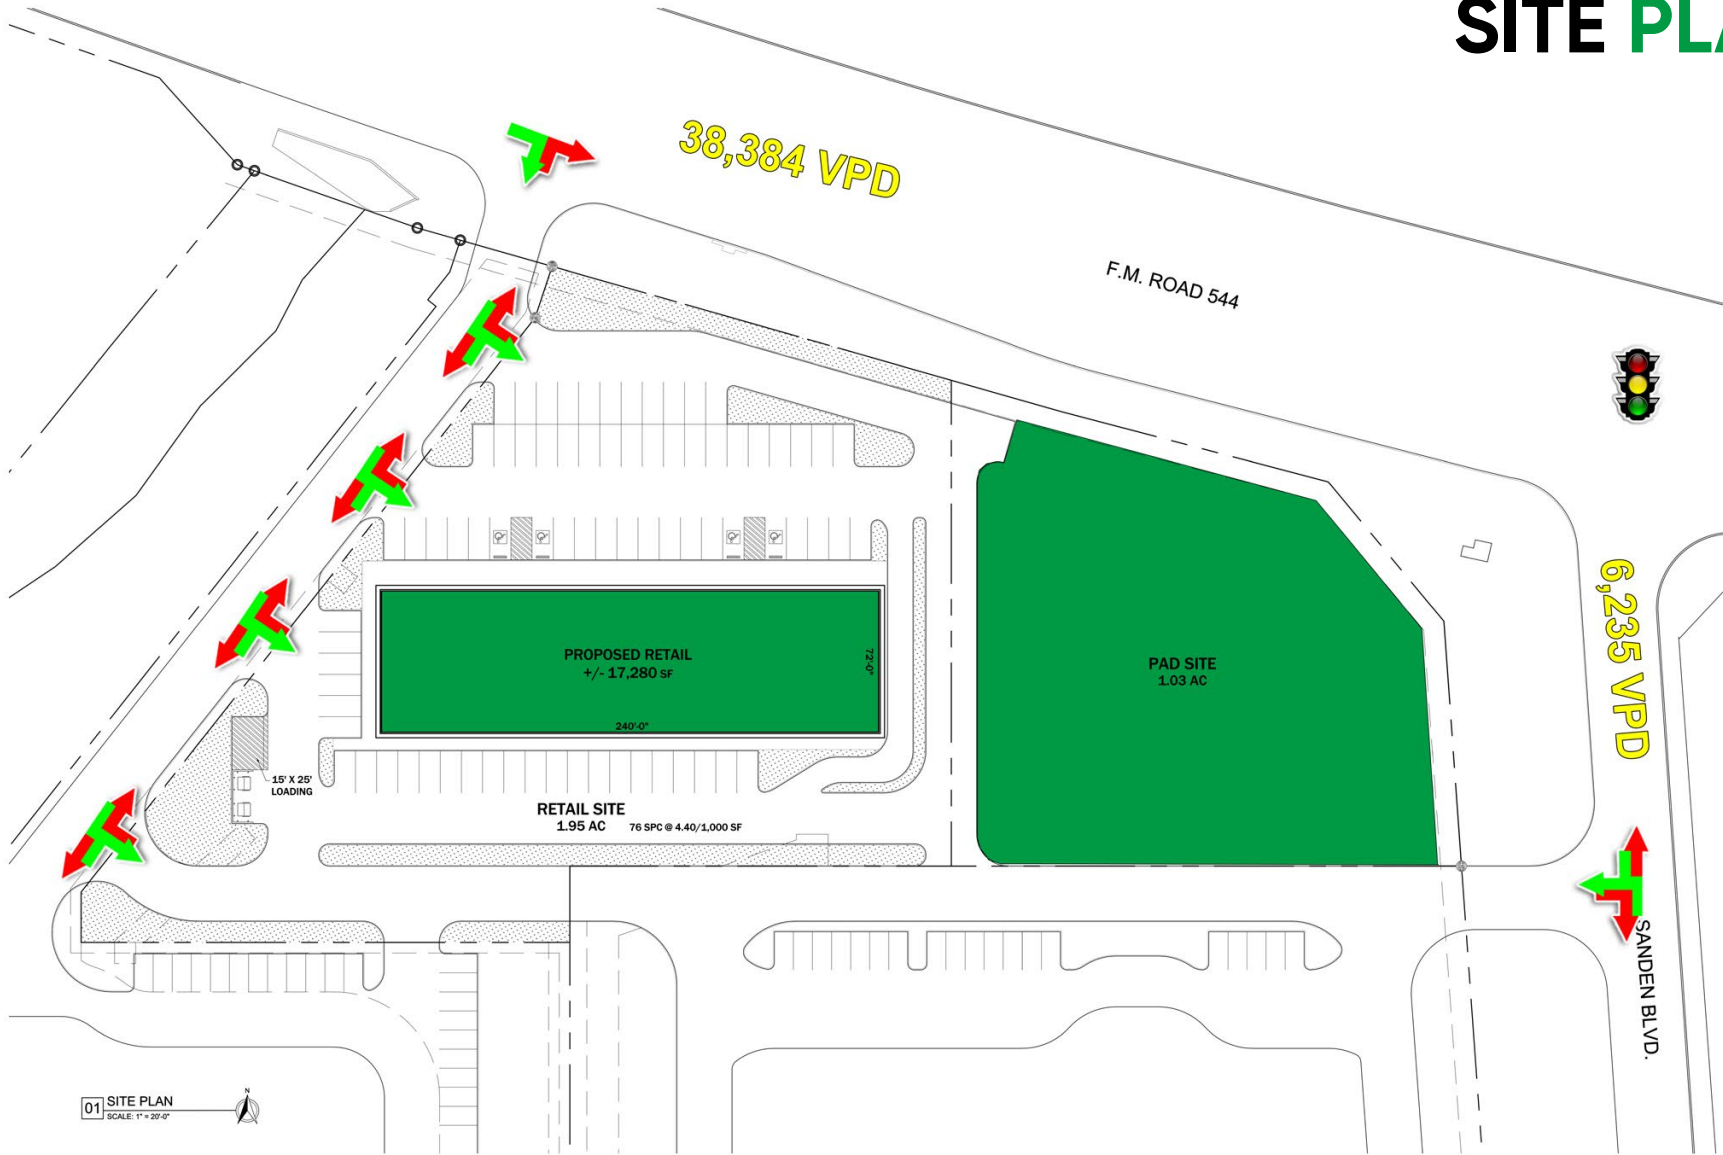 SITE PLA
38,384 VPD
F.M. ROAD 544
6,235 VPD
PROPOSED RETAIL
+/- 17,280 SF
72'-0"
240'-0"
PAD SITE
1.03 AC
15' X 25'
LOADING
RETAIL SITE
1.95 AC 76 SPC @ 4.40/1,000 SF
SANDEN BLVD.
01 SITE PLAN
SCALE: 1" = 20'-0"
N